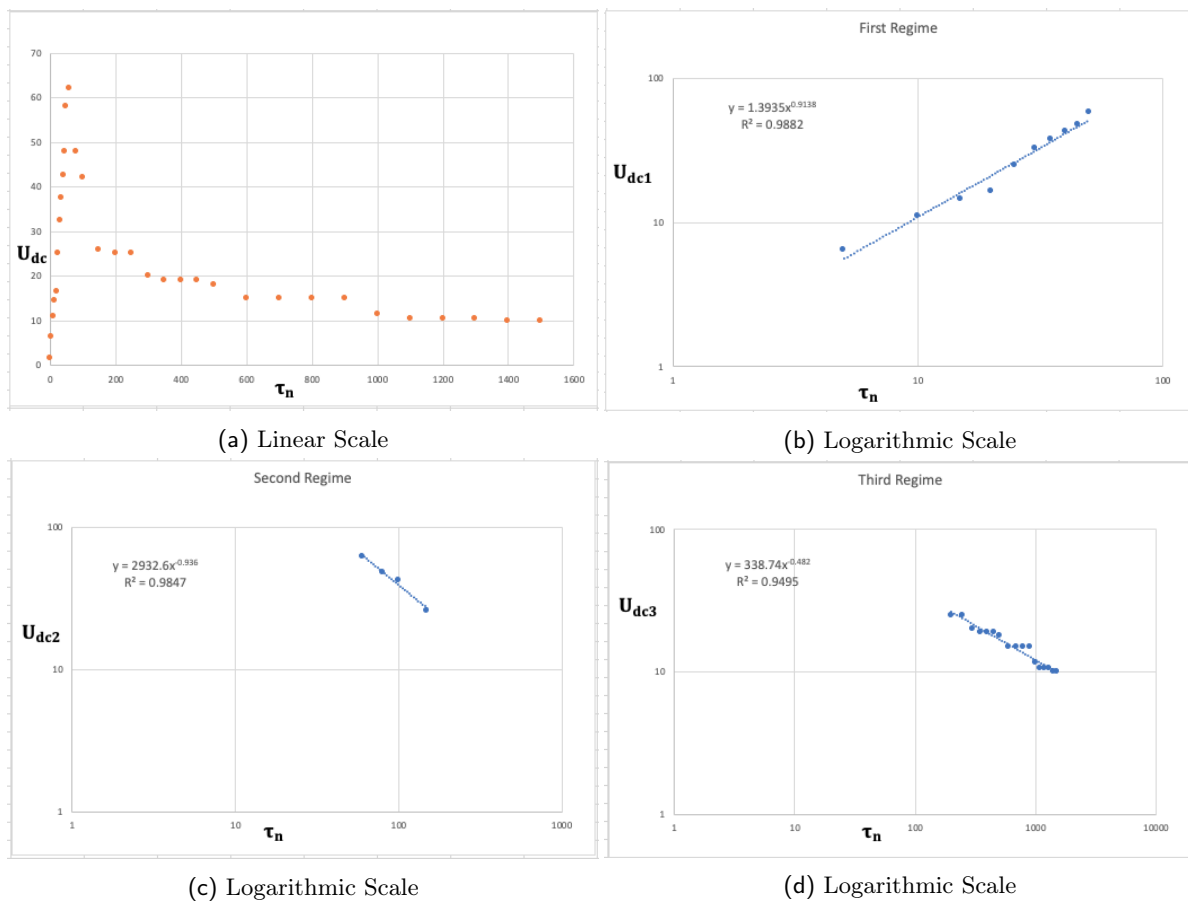 70
60
50
40
30
20
10
0
U_dc
0 200 400 600 800 1000 1200 1400 1600
τ_n
(a) Linear Scale
First Regime
100
10
1
y = 1.3935x^0.9138
R² = 0.9882
U_dc1
1 10 100
τ_n
(b) Logarithmic Scale
Second Regime
100
10
1
y = 2932.6x^-0.936
R² = 0.9847
U_dc2
1 10 100 1000
τ_n
(c) Logarithmic Scale
Third Regime
100
10
1
y = 338.74x^-0.482
R² = 0.9495
U_dc3
1 10 100 1000 10000
τ_n
(d) Logarithmic Scale